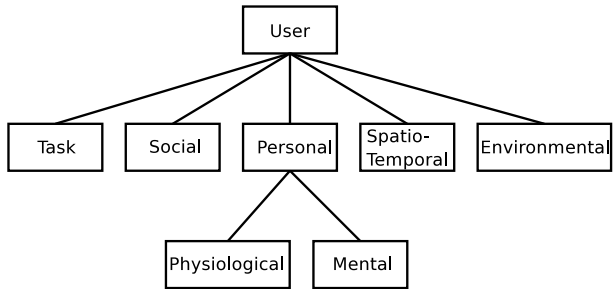 User
Task
Social
Personal
Spatio-
Temporal
Environmental
Physiological
Mental